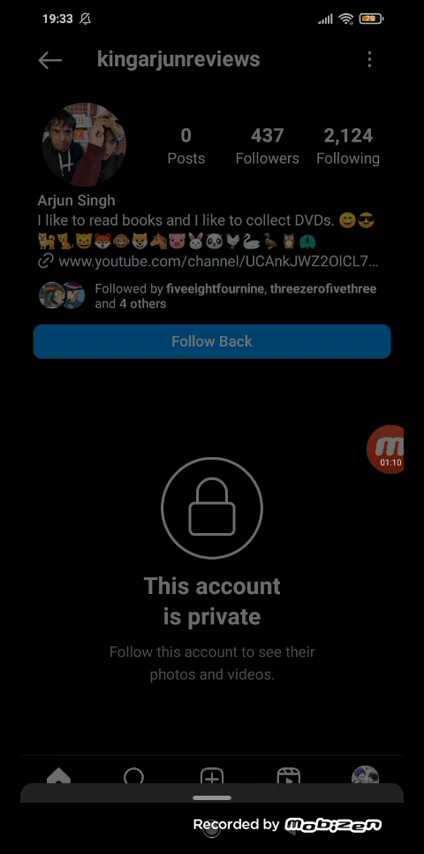 19:33
79
kingarjunreviews
0
437
2,124
Posts
Followers
Following
Arjun Singh
I like to read books and I like to collect DVDs. 😊😎
www.youtube.com/channel/UCAnkJWZ2OlCL7…
Followed by fiveeightfournine, threezerofivethree
and 4 others
Follow Back
01:10
This account
is private
Follow this account to see their
photos and videos.
Recorded by mobizen